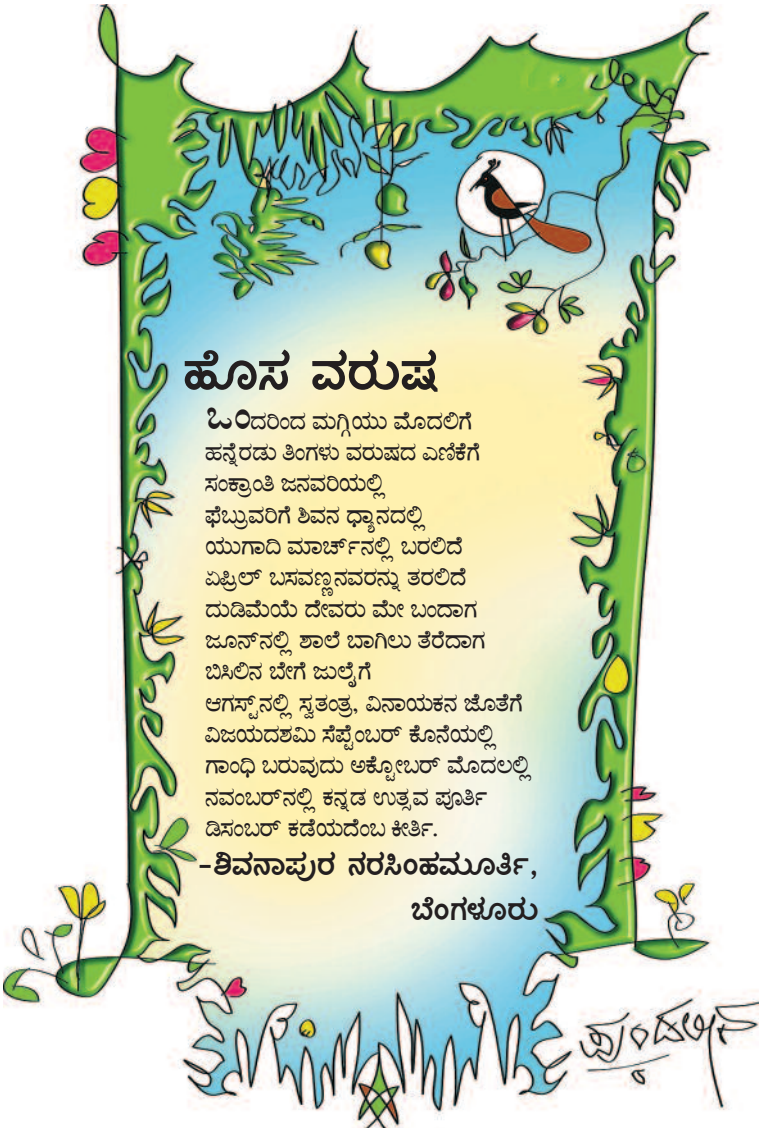 ಹೊಸ ವರುಷ
ಒಂದರಿಂದ ಮಗ್ಗಿಯು ಮೊದಲಿಗೆ
ಹನ್ನೆರಡು ತಿಂಗಳು ವರುಷದ ಎಣಿಕೆಗೆ
ಸಂಕ್ರಾಂತಿ ಜನವರಿಯಲ್ಲಿ
ಫೆಬ್ರುವರಿಗೆ ಶಿವನ ಧ್ಯಾನದಲ್ಲಿ
ಯುಗಾದಿ ಮಾರ್ಚ್‌ನಲ್ಲಿ ಬರಲಿದೆ
ಏಪ್ರಿಲ್ ಬಸವಣ್ಣನವರನ್ನು ತರಲಿದೆ
ದುಡಿಮೆಯೆ ದೇವರು ಮೇ ಬಂದಾಗ
ಜೂನ್‌ನಲ್ಲಿ ಶಾಲೆ ಬಾಗಿಲು ತೆರೆದಾಗ
ಬಿಸಿಲಿನ ಬೇಗೆ ಜುಲೈಗೆ
ಆಗಸ್ಟ್‌ನಲ್ಲಿ ಸ್ವತಂತ್ರ, ವಿನಾಯಕನ ಜೊತೆಗೆ
ವಿಜಯದಶಮಿ ಸೆಪ್ಟೆಂಬರ್ ಕೊನೆಯಲ್ಲಿ
ಗಾಂಧಿ ಬರುವುದು ಅಕ್ಟೋಬರ್ ಮೊದಲಲ್ಲಿ
ನವಂಬರ್‌ನಲ್ಲಿ ಕನ್ನಡ ಉತ್ಸವ ಪೂರ್ತಿ
ಡಿಸಂಬರ್ ಕಡೆಯದೆಂಬ ಕೀರ್ತಿ.
-ಶಿವನಾಪುರ ನರಸಿಂಹಮೂರ್ತಿ,
ಬೆಂಗಳೂರು